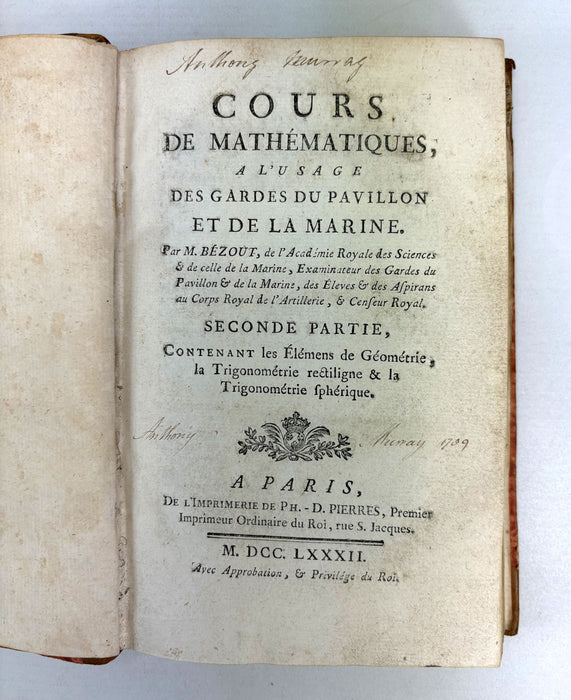 Anthony Murray
COURS
DE MATHÉMATIQUES,
A L'USAGE
DES GARDES DU PAVILLON
ET DE LA MARINE.
Par M. BÉZOUT, de l'Académie Royale des Sciences
& de celle de la Marine, Examinateur des Gardes du
Pavillon & de la Marine, des Éleves & des Aſpirans
au Corps Royal de l'Artillerie, & Cenſeur Royal.
SECONDE PARTIE,
CONTENANT les Élémens de Géométrie,
la Trigonométrie rectiligne & la
Trigonométrie ſphérique.
Anthony Murray 1789
A PARIS,
DE L'IMPRIMERIE DE PH.-D. PIERRES, Premier
Imprimeur Ordinaire du Roi, rue S. Jacques.
M. DCC. LXXXII.
Avec Approbation, & Privilége du Roi.